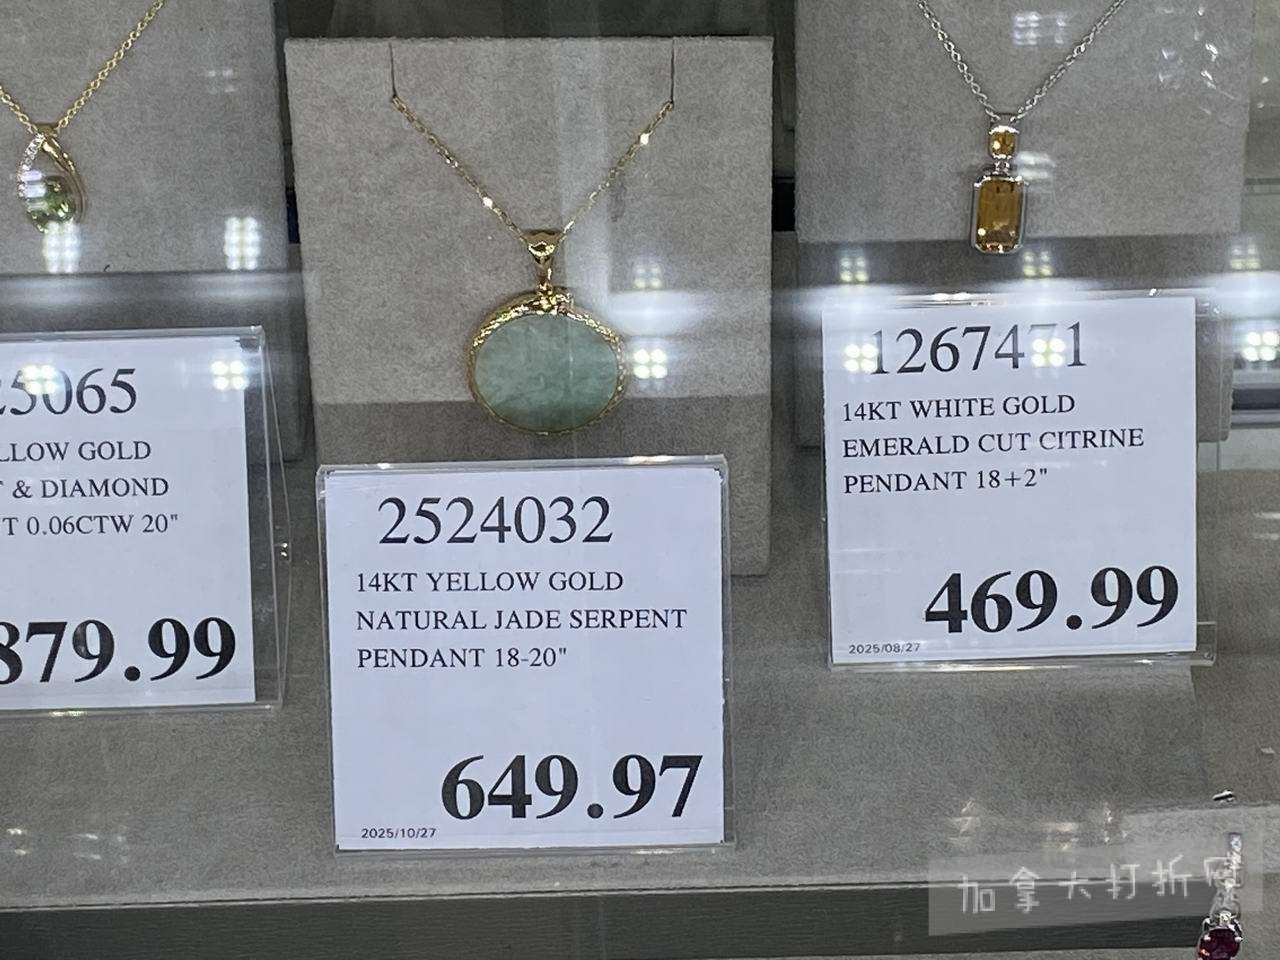 25065
LLOW GOLD
T & DIAMOND
T 0.06CTW 20"
879.99
2524032
14KT YELLOW GOLD
NATURAL JADE SERPENT
PENDANT 18-20"
649.97
2025/10/27
1267471
14KT WHITE GOLD
EMERALD CUT CITRINE
PENDANT 18+2"
469.99
2025/08/27
加拿大打折网